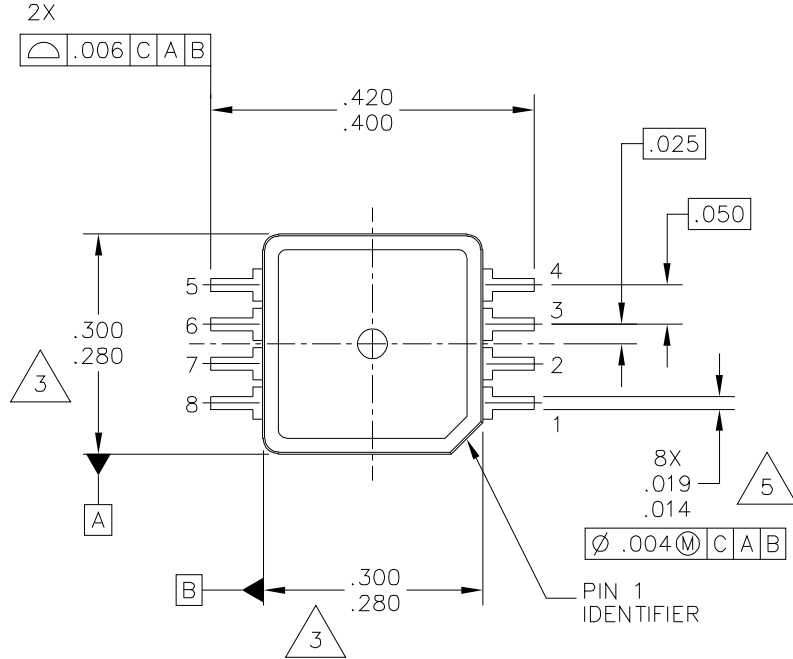 2X
⌓ .006 C A B
.420
.400
.025
.050
5
4
6
3
.300
.280
3
7
2
8
1
8X
.019
.014
5
A
⌀ .004 Ⓜ C A B
B
.300
.280
PIN 1
IDENTIFIER
3